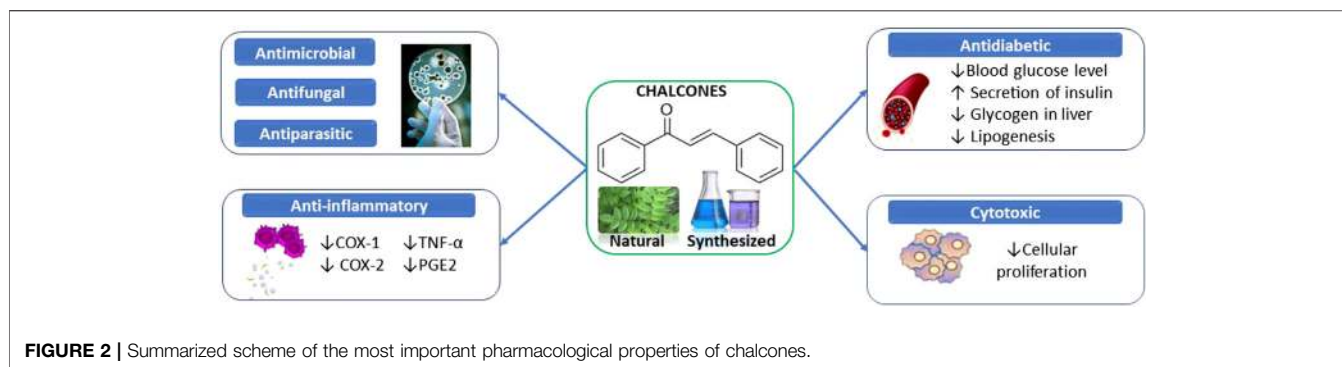 Antimicrobial
Antifungal
Antiparasitic
Anti-inflammatory
↓COX-1 ↓TNF-α
↓ COX-2 ↓PGE2
CHALCONES
O
Natural Synthesized
Antidiabetic
↓Blood glucose level
↑ Secretion of insulin
↓ Glycogen in liver
↓ Lipogenesis
Cytotoxic
↓Cellular
proliferation
FIGURE 2 | Summarized scheme of the most important pharmacological properties of chalcones.